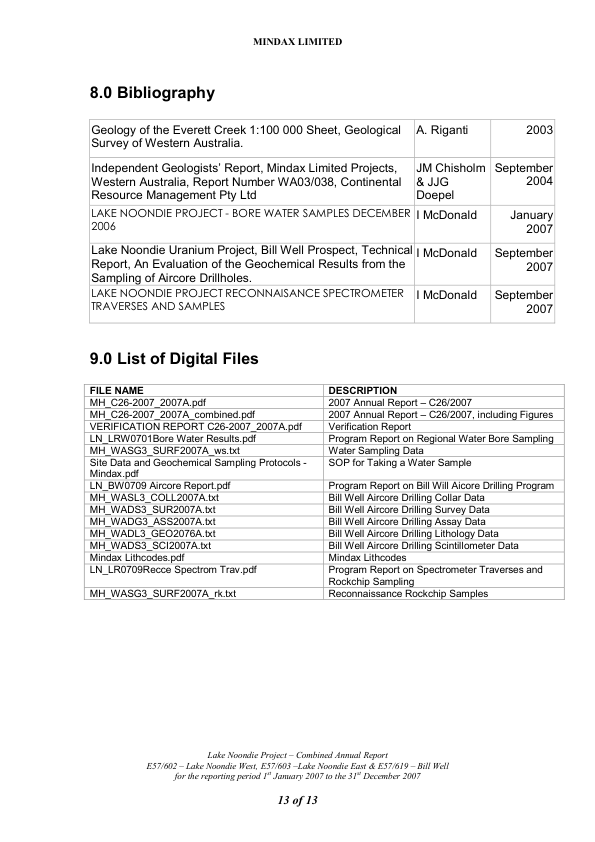 MINDAX LIMITED
8.0 Bibliography
Geology of the Everett Creek 1:100 000 Sheet, Geological
Survey of Western Australia.
A. Riganti
2003
Independent Geologists' Report, Mindax Limited Projects,
Western Australia, Report Number WA03/038, Continental
Resource Management Pty Ltd
JM Chisholm
& JJG
Doepel
September
2004
LAKE NOONDIE PROJECT - BORE WATER SAMPLES DECEMBER
2006
I McDonald
January
2007
Lake Noondie Uranium Project, Bill Well Prospect, Technical
Report, An Evaluation of the Geochemical Results from the
Sampling of Aircore Drillholes.
I McDonald
September
2007
LAKE NOONDIE PROJECT RECONNAISANCE SPECTROMETER
TRAVERSES AND SAMPLES
I McDonald
September
2007
9.0 List of Digital Files
FILE NAME DESCRIPTION
MH_C26-2007_2007A.pdf 2007 Annual Report – C26/2007
MH_C26-2007_2007A_combined.pdf 2007 Annual Report – C26/2007, including Figures
VERIFICATION REPORT C26-2007_2007A.pdf Verification Report
LN_LRW0701Bore Water Results.pdf Program Report on Regional Water Bore Sampling
MH_WASG3_SURF2007A_ws.txt Water Sampling Data
Site Data and Geochemical Sampling Protocols - SOP for Taking a Water Sample
Mindax.pdf
LN_BW0709 Aircore Report.pdf Program Report on Bill Will Aicore Drilling Program
MH_WASL3_COLL2007A.txt Bill Well Aircore Drilling Collar Data
MH_WADS3_SUR2007A.txt Bill Well Aircore Drilling Survey Data
MH_WADG3_ASS2007A.txt Bill Well Aircore Drilling Assay Data
MH_WADL3_GEO2076A.txt Bill Well Aircore Drilling Lithology Data
MH_WADS3_SCI2007A.txt Bill Well Aircore Drilling Scintillometer Data
Mindax Lithcodes.pdf Mindax Lithcodes
LN_LR0709Recce Spectrom Trav.pdf Program Report on Spectrometer Traverses and
Rockchip Sampling
MH_WASG3_SURF2007A_rk.txt Reconnaissance Rockchip Samples
Lake Noondie Project – Combined Annual Report
E57/602 – Lake Noondie West, E57/603 –Lake Noondie East & E57/619 – Bill Well
for the reporting period 1st January 2007 to the 31st December 2007
13 of 13